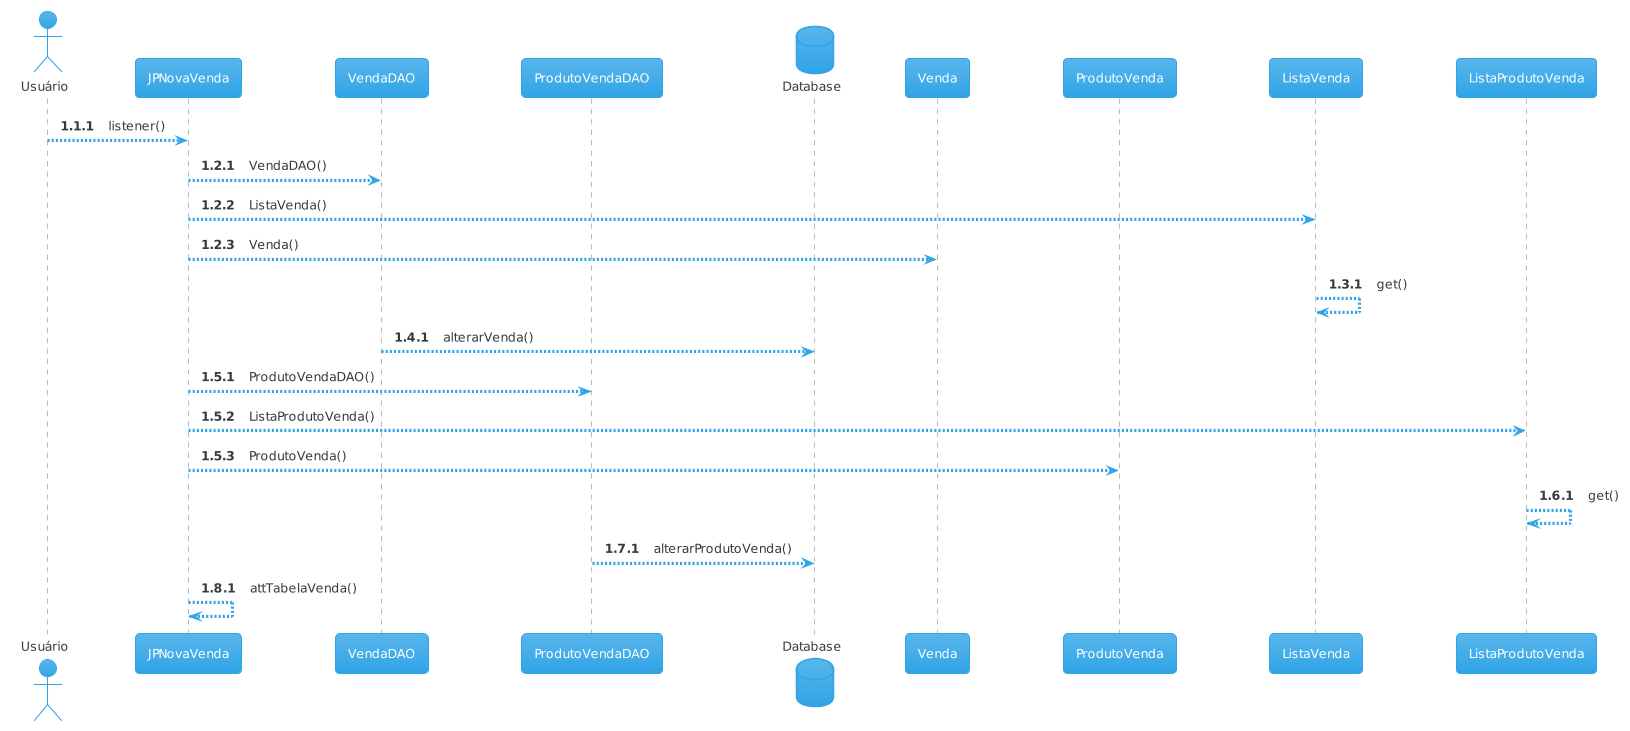 Usuário
JPNovaVenda
VendaDAO
ProdutoVendaDAO
Database
Venda
ProdutoVenda
ListaVenda
ListaProdutoVenda
1.1.1 listener()
1.2.1 VendaDAO()
1.2.2 ListaVenda()
1.2.3 Venda()
1.3.1 get()
1.4.1 alterarVenda()
1.5.1 ProdutoVendaDAO()
1.5.2 ListaProdutoVenda()
1.5.3 ProdutoVenda()
1.6.1 get()
1.7.1 alterarProdutoVenda()
1.8.1 attTabelaVenda()
Usuário
JPNovaVenda
VendaDAO
ProdutoVendaDAO
Database
Venda
ProdutoVenda
ListaVenda
ListaProdutoVenda